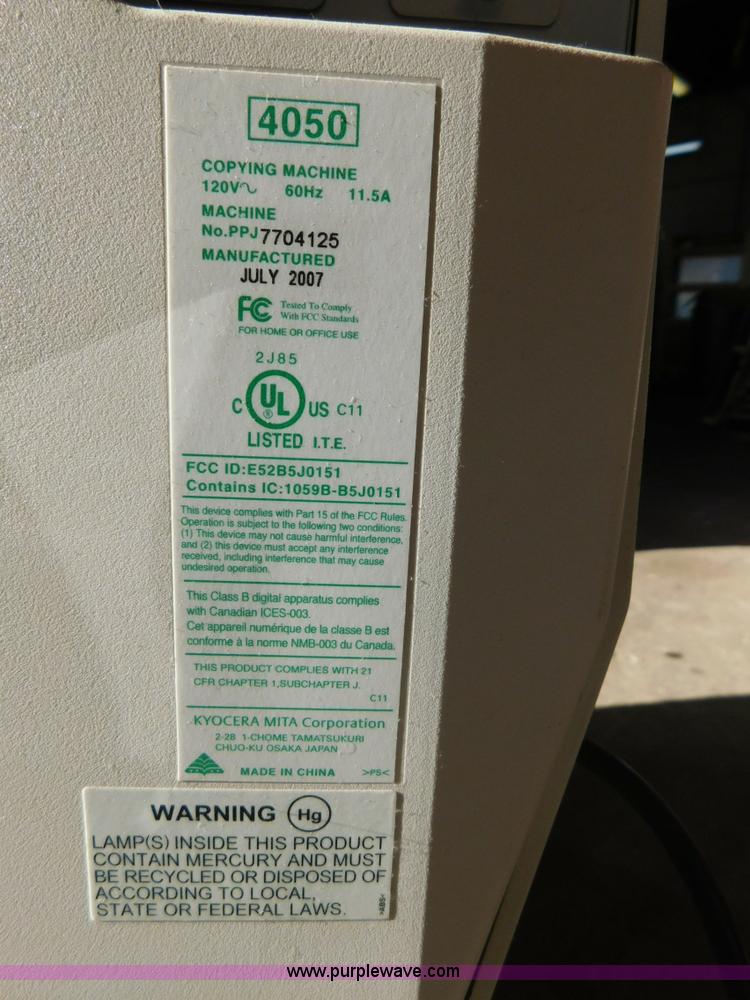 4050
COPYING MACHINE
120V～ 60Hz 11.5A
MACHINE
No.PPJ7704125
MANUFACTURED
JULY 2007
FC Tested To Comply
With FCC Standards
FOR HOME OR OFFICE USE
2J85
C UL ® US C11
LISTED I.T.E.
FCC ID:E52B5J0151
Contains IC:1059B-B5J0151
This device complies with Part 15 of the FCC Rules.
Operation is subject to the following two conditions:
(1) This device may not cause harmful interference,
and (2) this device must accept any interference
received, including interference that may cause
undesired operation.
This Class B digital apparatus complies
with Canadian ICES-003.
Cet appareil numérique de la classe B est
conforme à la norme NMB-003 du Canada.
THIS PRODUCT COMPLIES WITH 21
CFR CHAPTER 1,SUBCHAPTER J.
C11
KYOCERA MITA Corporation
2-28 1-CHOME TAMATSUKURI
CHUO-KU OSAKA JAPAN
MADE IN CHINA >PS<
WARNING Hg
LAMP(S) INSIDE THIS PRODUCT
CONTAIN MERCURY AND MUST
BE RECYCLED OR DISPOSED OF
ACCORDING TO LOCAL,
STATE OR FEDERAL LAWS.
>ABS<
www.purplewave.com